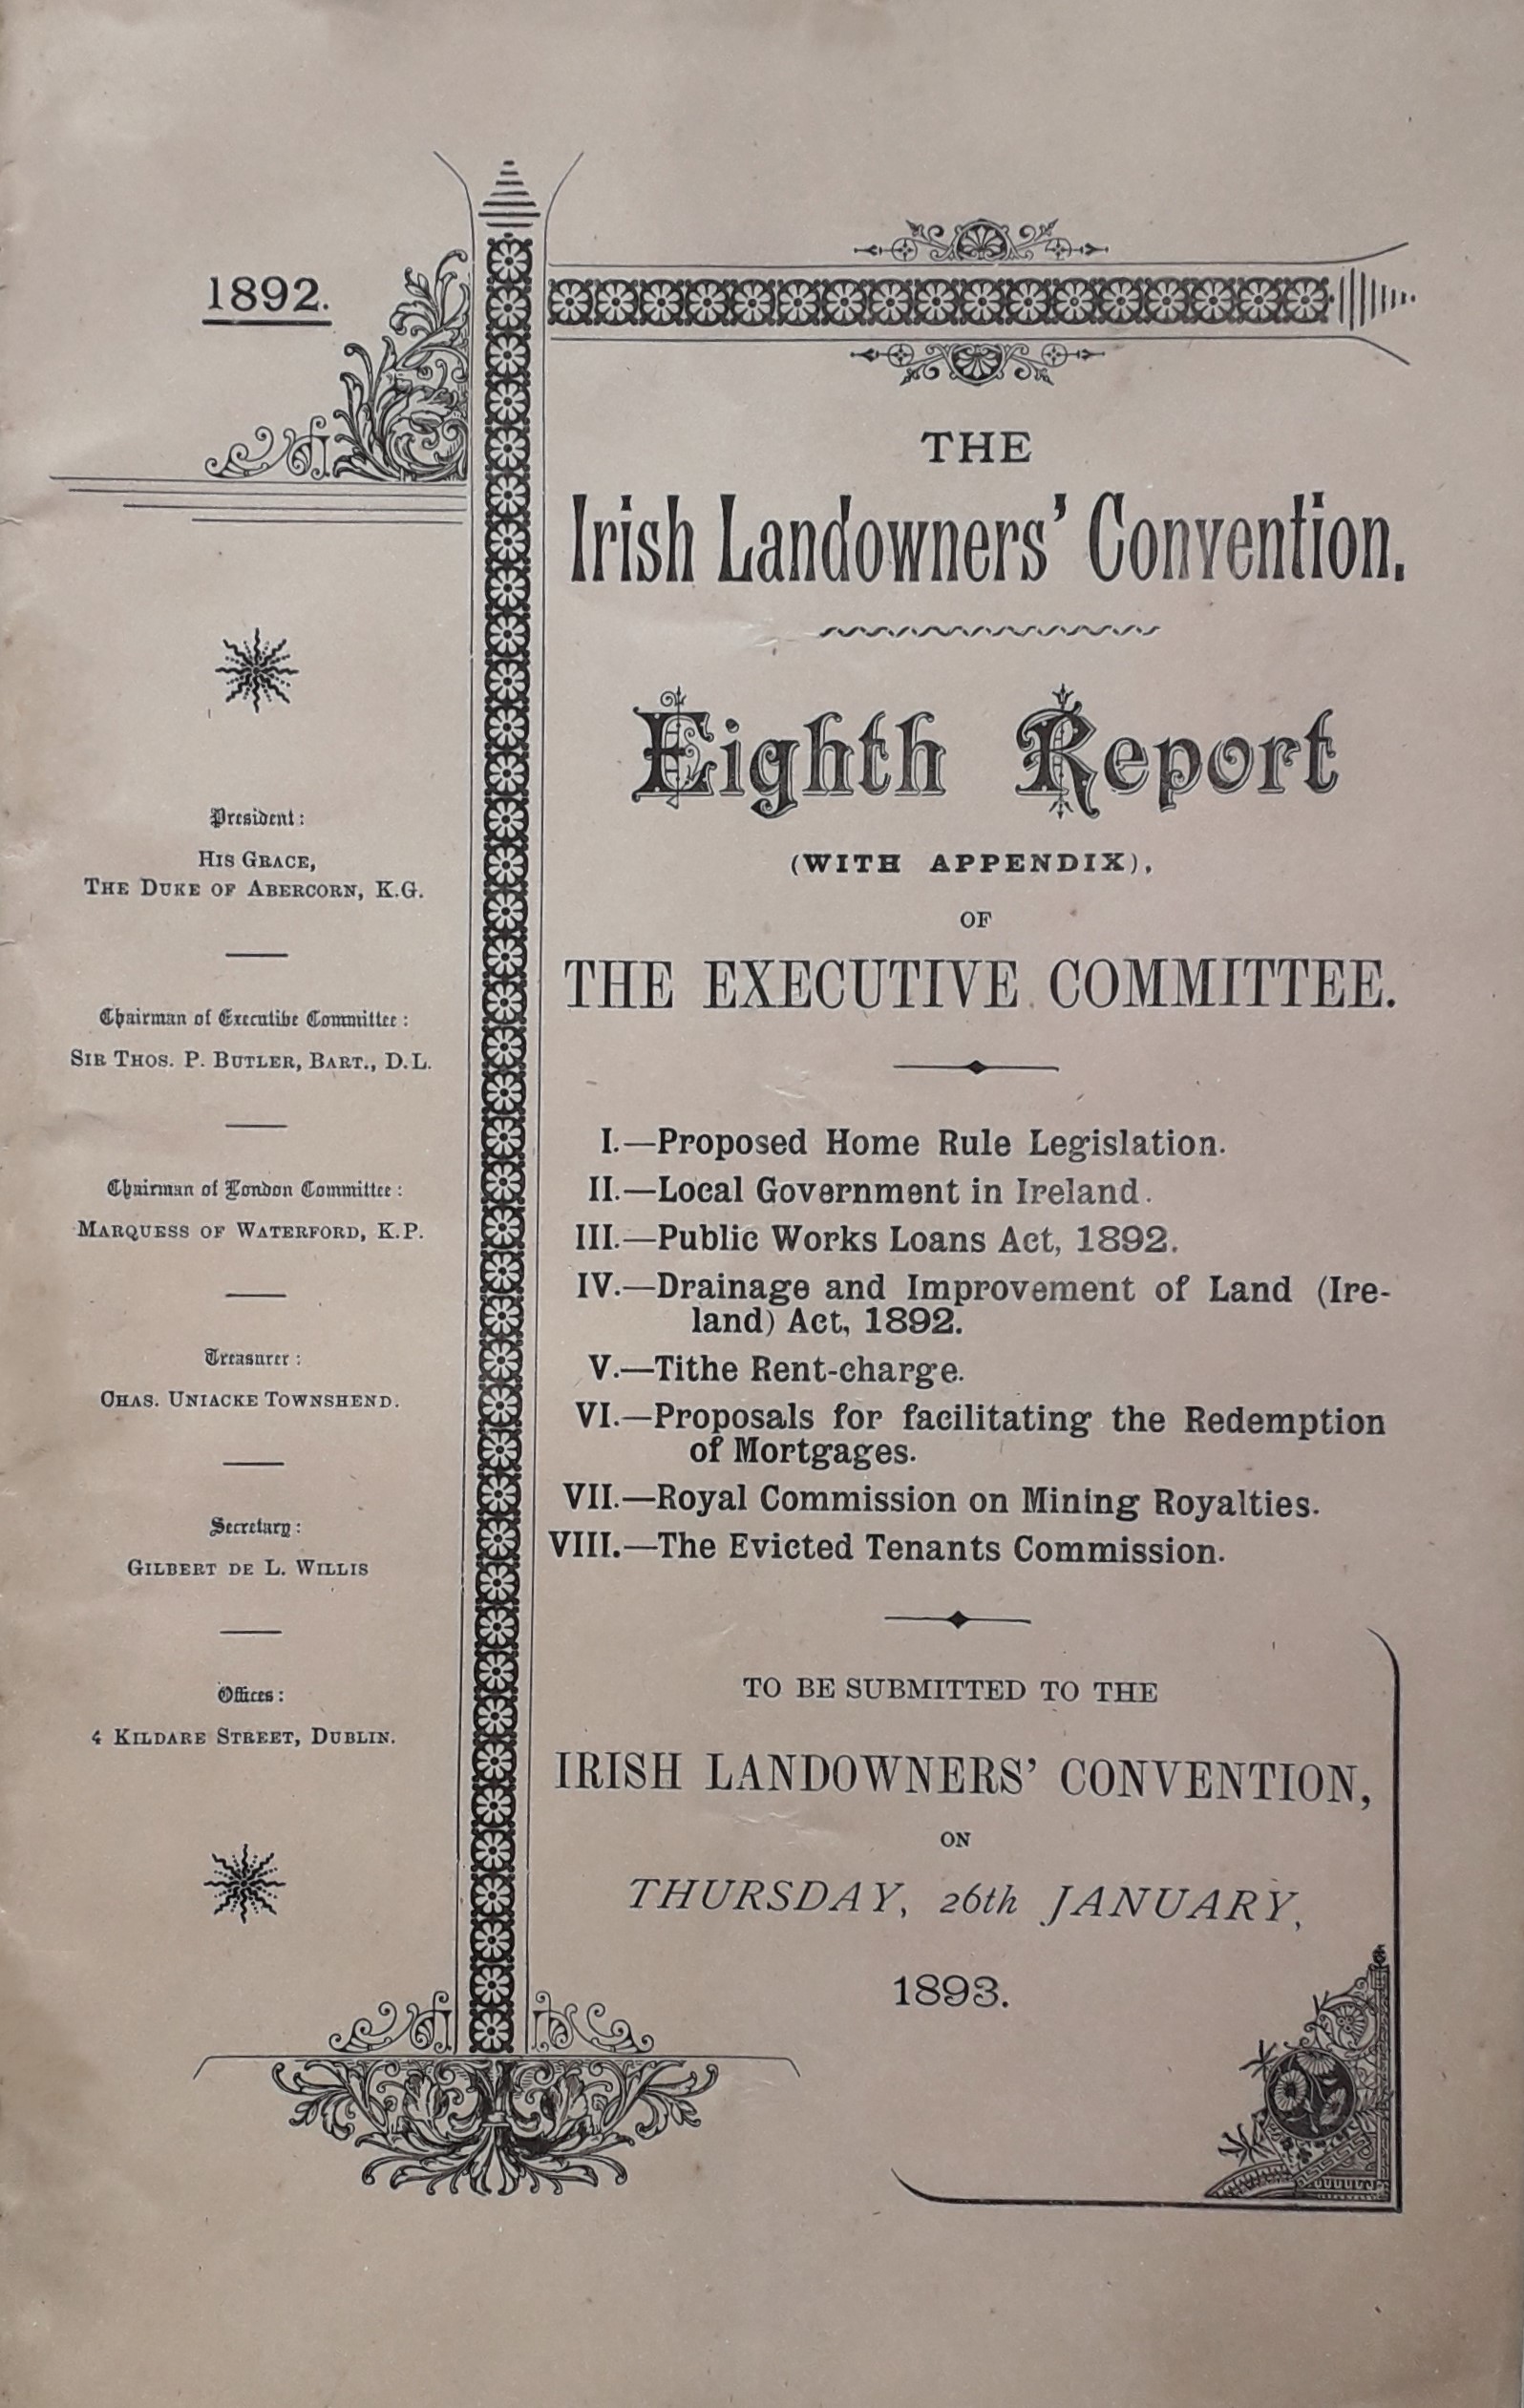 1892.
President:
His Grace,
The Duke of Abercorn, K.G.
Chairman of Executive Committee:
Sir Thos. P. Butler, Bart., D.L.
Chairman of London Committee:
Marquess of Waterford, K.P.
Treasurer:
Chas. Uniacke Townshend.
Secretary:
Gilbert de L. Willis
Offices:
4 Kildare Street, Dublin.
THE
Irish Landowners' Convention.
Eighth Report
(WITH APPENDIX),
OF
THE EXECUTIVE COMMITTEE.
I.—Proposed Home Rule Legislation.
II.—Local Government in Ireland.
III.—Public Works Loans Act, 1892.
IV.—Drainage and Improvement of Land (Ire-
land) Act, 1892.
V.—Tithe Rent-charge.
VI.—Proposals for facilitating the Redemption
of Mortgages.
VII.—Royal Commission on Mining Royalties.
VIII.—The Evicted Tenants Commission.
TO BE SUBMITTED TO THE
IRISH LANDOWNERS' CONVENTION,
ON
THURSDAY, 26th JANUARY,
1893.